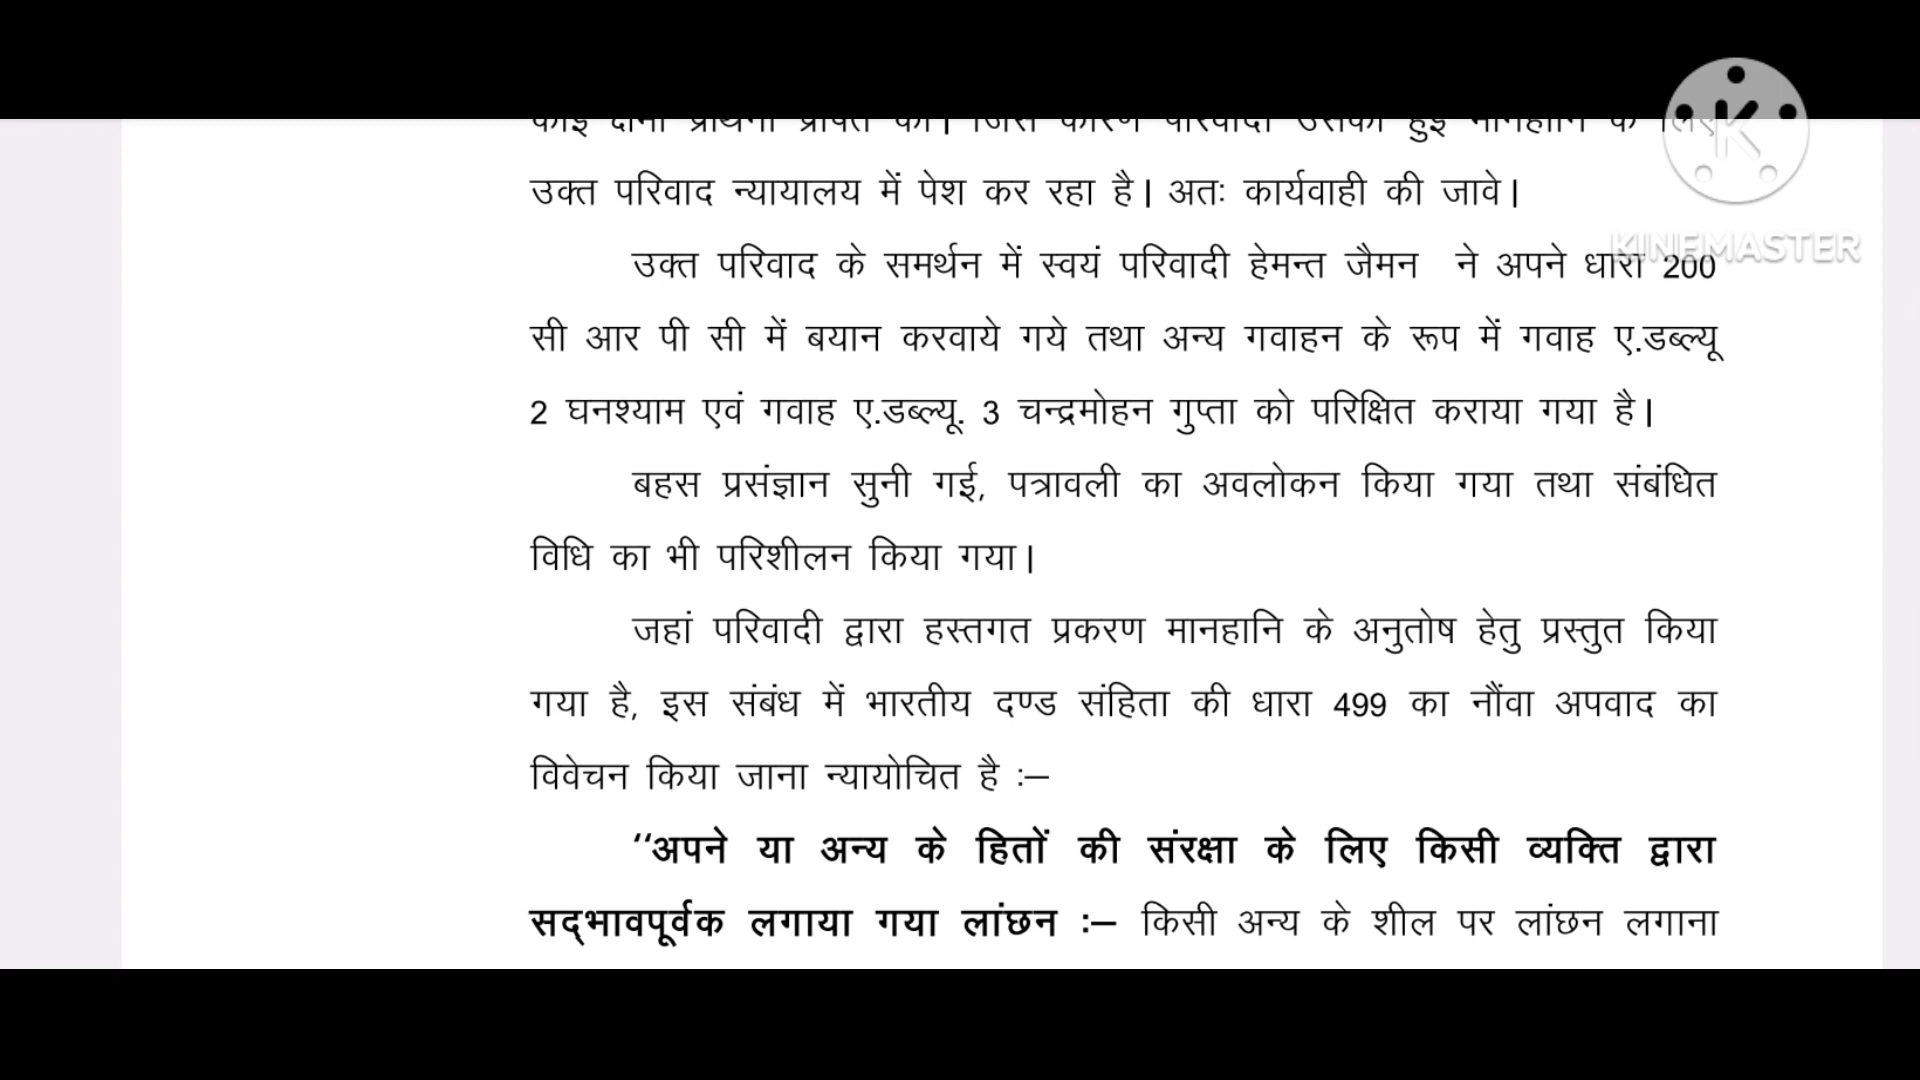 जिस कारण परिवादी उसकी हुई मानहानि के लिए
उक्त परिवाद न्यायालय में पेश कर रहा है। अतः कार्यवाही की जावे।
KINEMASTER
उक्त परिवाद के समर्थन में स्वयं परिवादी हेमन्त जैमन ने अपने धारा 200
सी आर पी सी में बयान करवाये गये तथा अन्य गवाहन के रूप में गवाह ए.डब्ल्यू
2 घनश्याम एवं गवाह ए.डब्ल्यू. 3 चन्द्रमोहन गुप्ता को परिक्षित कराया गया है।
बहस प्रसंज्ञान सुनी गई, पत्रावली का अवलोकन किया गया तथा संबंधित
विधि का भी परिशीलन किया गया।
जहां परिवादी द्वारा हस्तगत प्रकरण मानहानि के अनुतोष हेतु प्रस्तुत किया
गया है, इस संबंध में भारतीय दण्ड संहिता की धारा 499 का नौंवा अपवाद का
विवेचन किया जाना न्यायोचित है :–
‘‘अपने या अन्य के हितों की संरक्षा के लिए किसी व्यक्ति द्वारा
सद्भावपूर्वक लगाया गया लांछन :– किसी अन्य के शील पर लांछन लगाना